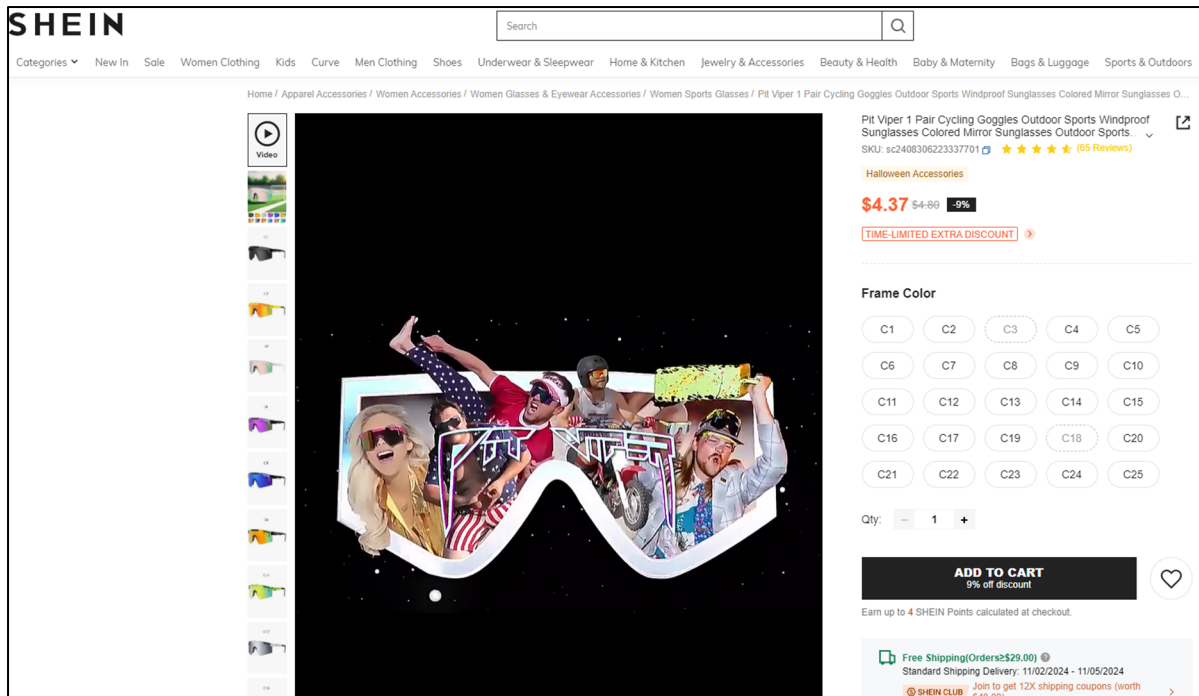 SHEIN
Search
Categories New In Sale Women Clothing Kids Curve Men Clothing Shoes Underwear & Sleepwear Home & Kitchen Jewelry & Accessories Beauty & Health Baby & Maternity Bags & Luggage Sports & Outdoors
Home / Apparel Accessories / Women Accessories / Women Glasses & Eyewear Accessories / Women Sports Glasses / Pit Viper 1 Pair Cycling Goggles Outdoor Sports Windproof Sunglasses Colored Mirror Sunglasses O...
Video
PIT VIPER
Pit Viper 1 Pair Cycling Goggles Outdoor Sports Windproof
Sunglasses Colored Mirror Sunglasses Outdoor Sports...
SKU: sc2408306223337701 (65 Reviews)
Halloween Accessories
$4.37 $4.80 -9%
TIME-LIMITED EXTRA DISCOUNT
Frame Color
C1 C2 C3 C4 C5
C6 C7 C8 C9 C10
C11 C12 C13 C14 C15
C16 C17 C19 C18 C20
C21 C22 C23 C24 C25
Qty: − 1 +
ADD TO CART
9% off discount
Earn up to 4 SHEIN Points calculated at checkout.
Free Shipping(Orders≥$29.00)
Standard Shipping Delivery: 11/02/2024 - 11/05/2024
SHEIN CLUB Join to get 12X shipping coupons (worth